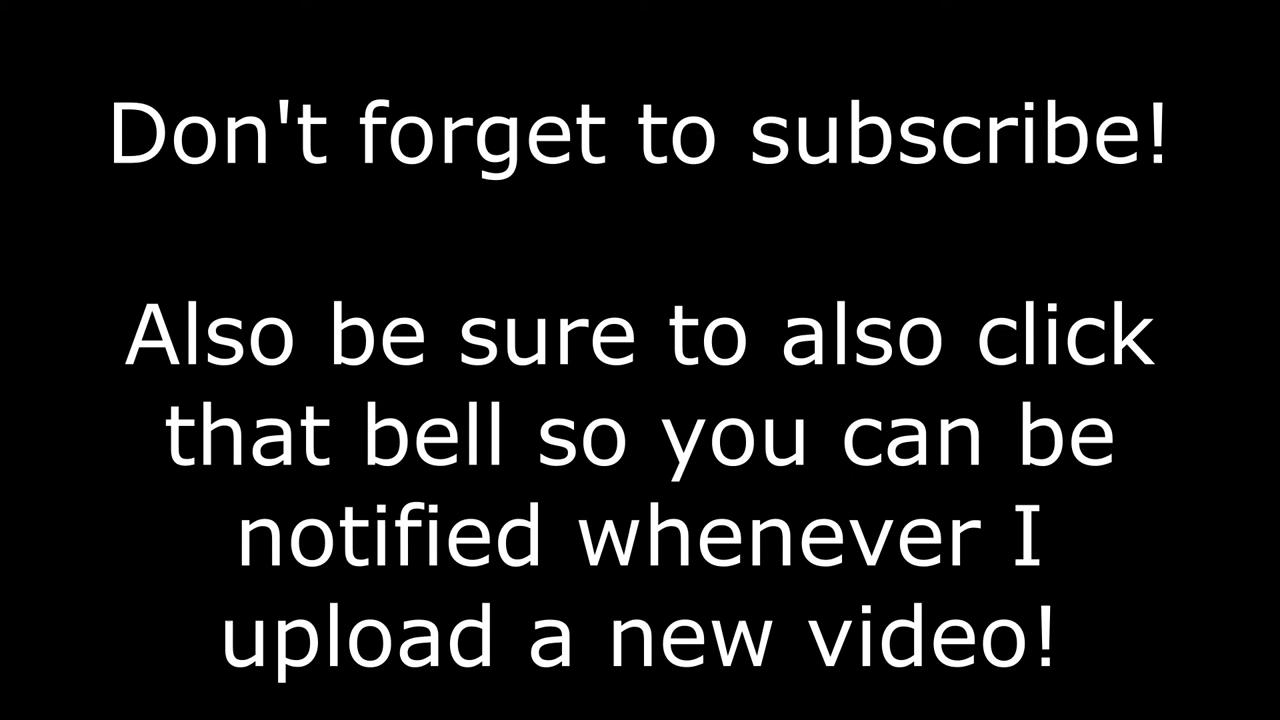 Don't forget to subscribe!
Also be sure to also click
that bell so you can be
notified whenever I
upload a new video!